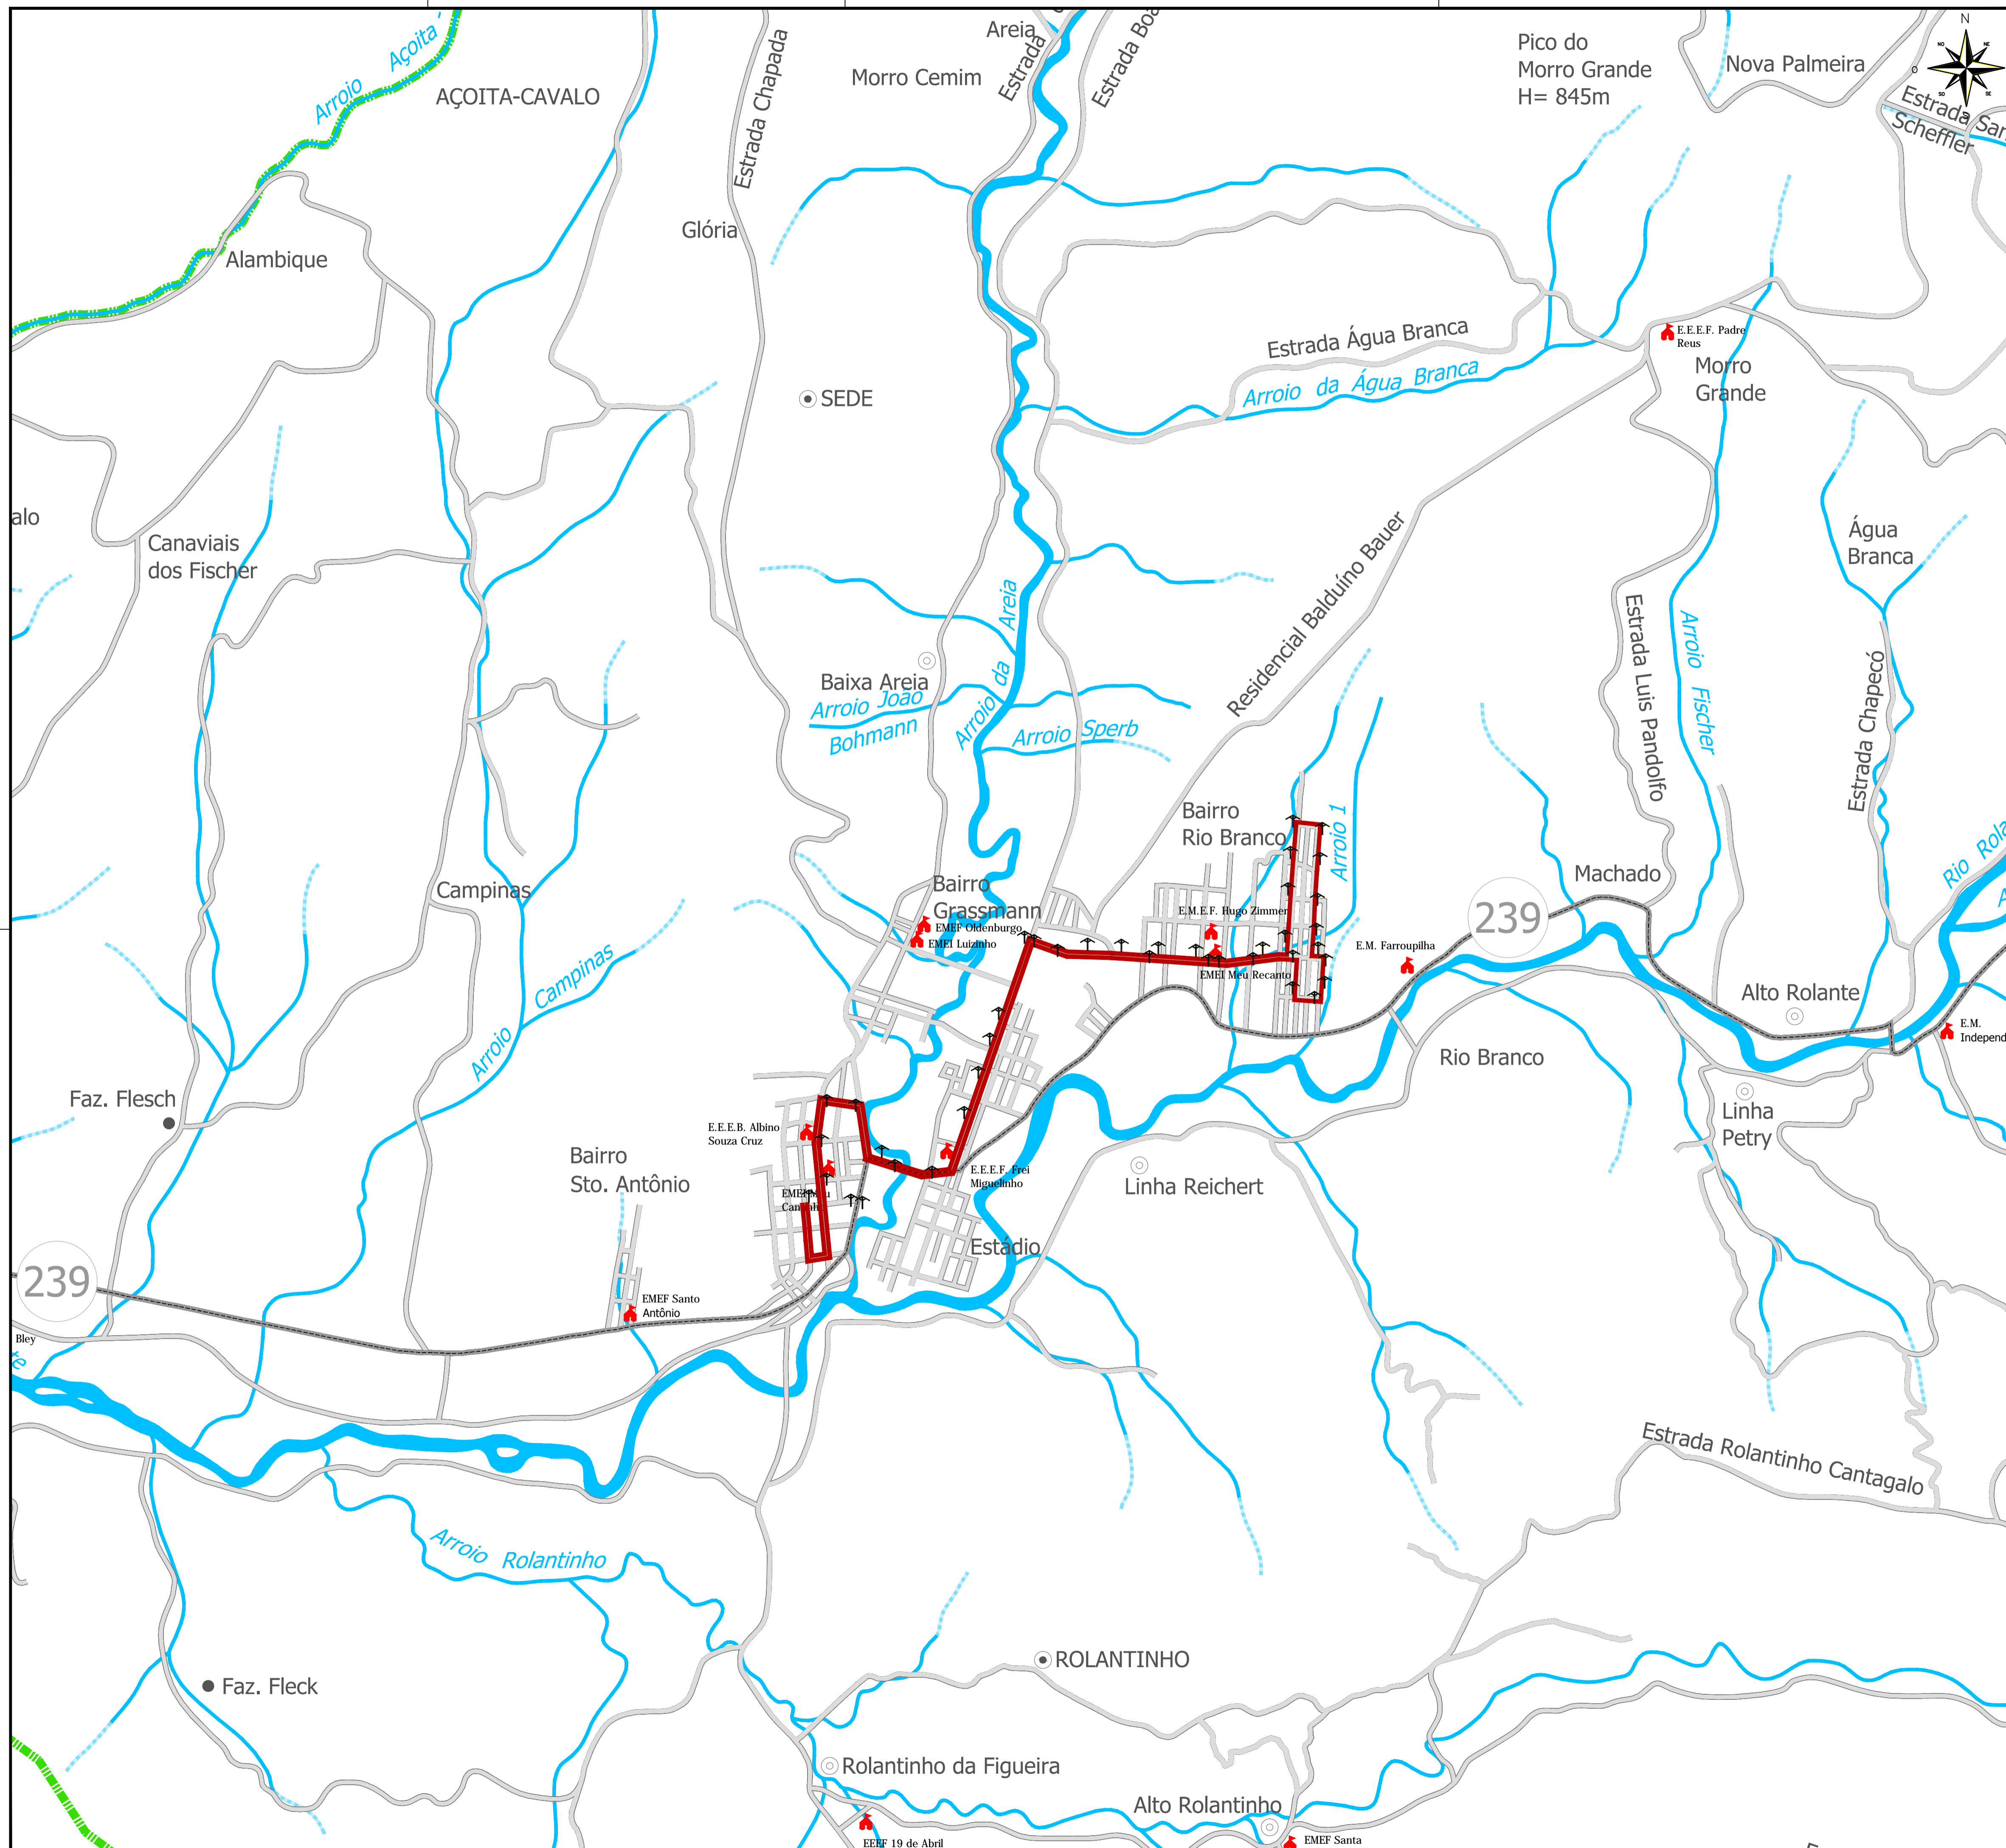 Arroio Açoita -
AÇOITA-CAVALO
Estrada Chapada
Areia
Morro Cemim
Estrada
Estrada Boa
Pico do
Morro Grande
H= 845m
Nova Palmeira
N
NO
NE
O
SO
SE
S
Estrada San
Scheffler
Alambique
Glória
Estrada Água Branca
Arroio da Água Branca
E.E.E.F. Padre
Reus
Morro
Grande
SEDE
alo
Canaviais
dos Fischer
Água
Branca
Residencial Balduíno Bauer
Arroio da Areia
Estrada Luis Pandolfo
Arroio Fischer
Estrada Chapecó
Baixa Areia
Arroio João
Bohmann
Arroio Sperb
Bairro
Rio Branco
Arroio 1
Machado
Rio Rola
A
Campinas
Bairro
Grassmann
EMEF Oldenburgo
EMEI Luizinho
E.M.E.F. Hugo Zimmer
EMEI Meu Recanto
E.M. Farroupilha
239
Arroio Campinas
Alto Rolante
E.M.
Independ
Rio Branco
Faz. Flesch
E.E.E.B. Albino
Souza Cruz
Linha
Petry
Bairro
Sto. Antônio
E.E.E.F. Frei
Miguelinho
Linha Reichert
Estádio
239
EMEF Santo
Antônio
Bley
te
Estrada Rolantinho Cantagalo
Arroio Rolantinho
ROLANTINHO
Faz. Fleck
Rolantinho da Figueira
Alto Rolantinho
EEEF 19 de Abril
EMEF Santa